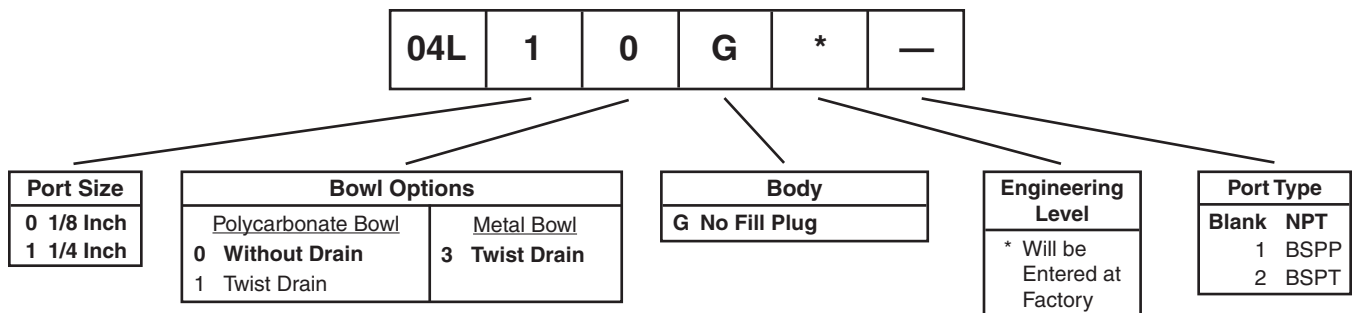 04L 1 0 G * —
Port Size
0 1/8 Inch
1 1/4 Inch
Bowl Options
Polycarbonate Bowl
0 Without Drain
1 Twist Drain
Metal Bowl
3 Twist Drain
Body
G No Fill Plug
Engineering
Level
* Will be
Entered at
Factory
Port Type
Blank NPT
1 BSPP
2 BSPT